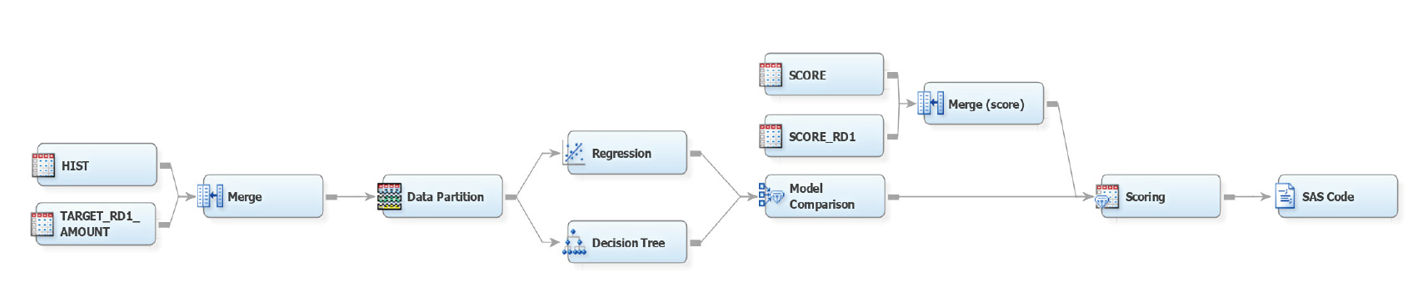 SCORE
Merge (score)
SCORE_RD1
Regression
HIST
Merge
Data Partition
Model
Comparison
Scoring
SAS Code
TARGET_RD1_
AMOUNT
Decision Tree